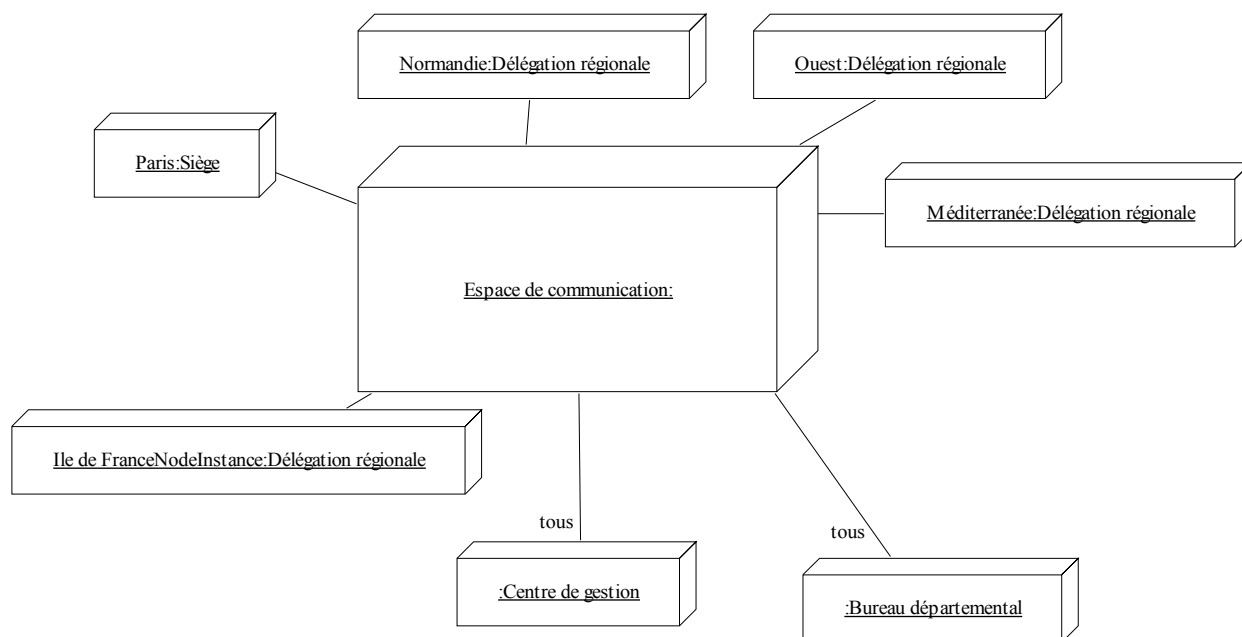 Normandie:Délégation régionale
Ouest:Délégation régionale
Paris:Siège
Méditerranée:Délégation régionale
Espace de communication:
Ile de FranceNodeInstance:Délégation régionale
tous
tous
:Centre de gestion
:Bureau départemental